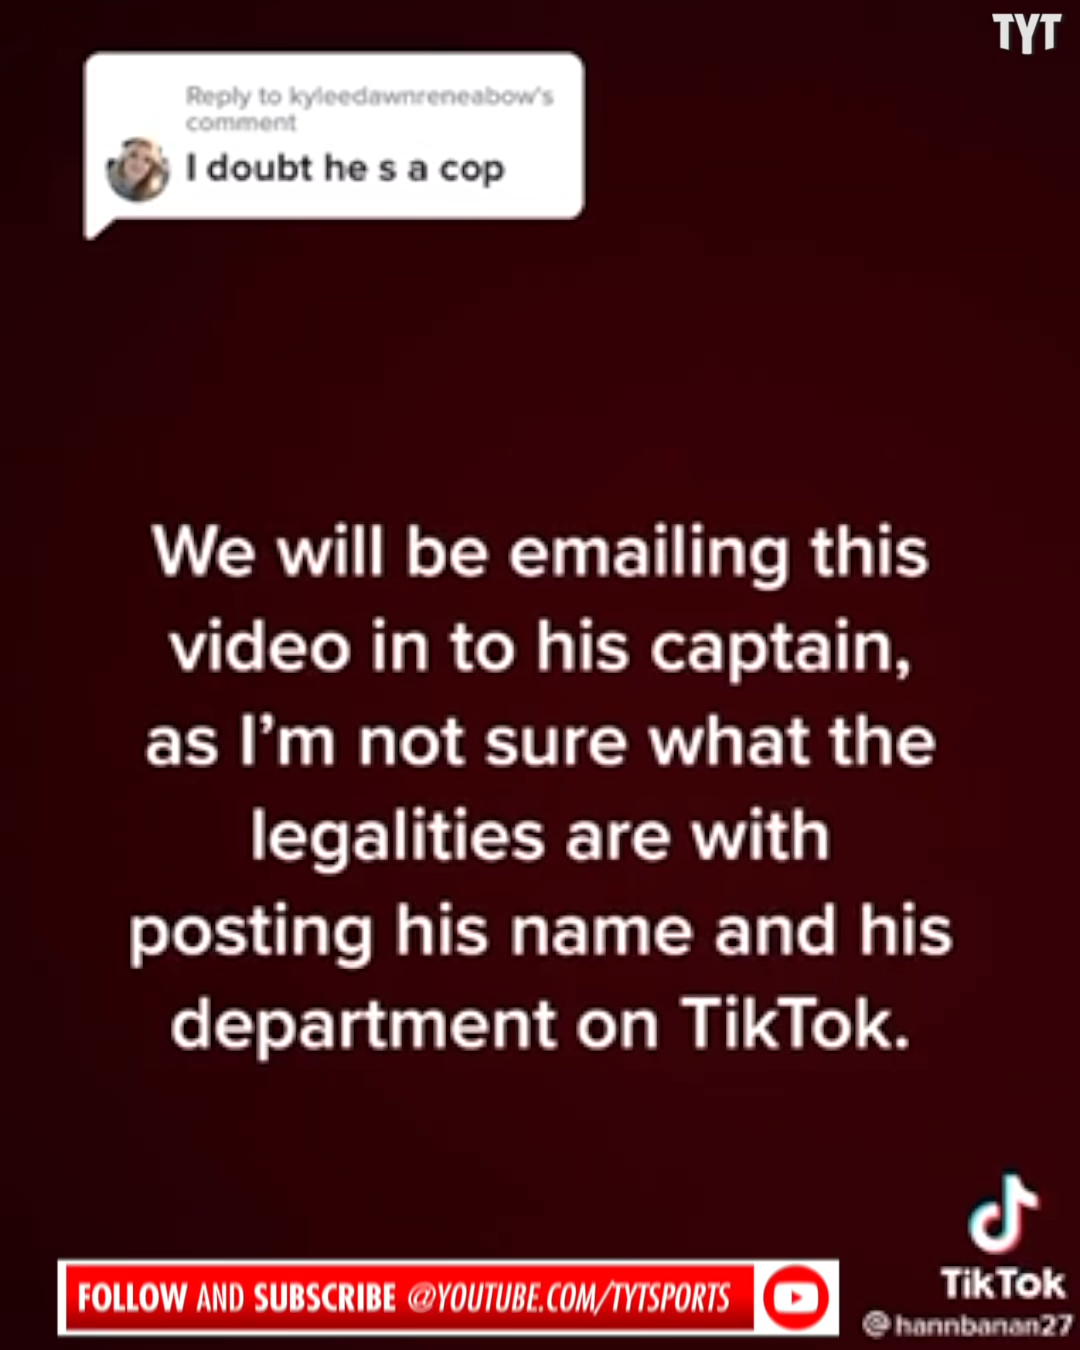 TYT
Reply to kyleedawnreneabow's
comment
I doubt he s a cop
We will be emailing this
video in to his captain,
as I'm not sure what the
legalities are with
posting his name and his
department on TikTok.
FOLLOW AND SUBSCRIBE @YOUTUBE.COM/TYTSPORTS
TikTok
@hannbanan27